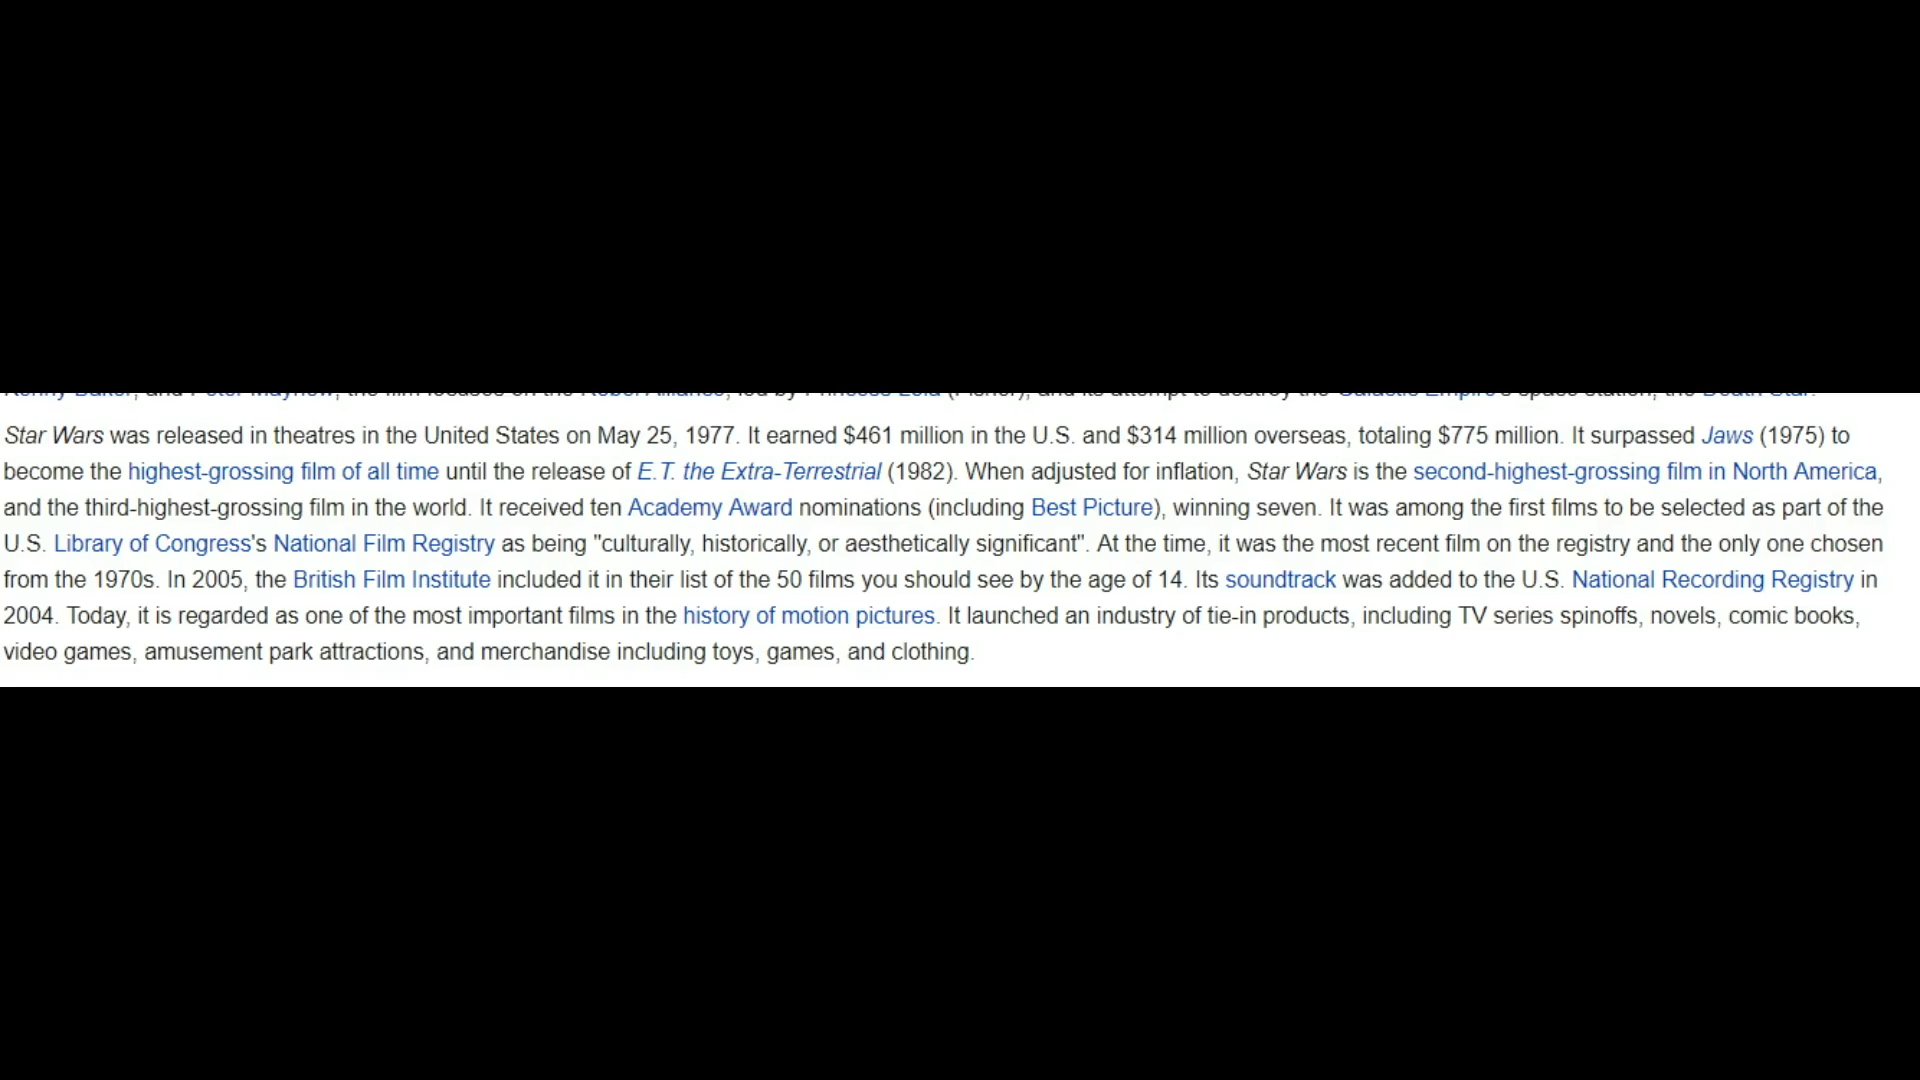 Star Wars was released in theatres in the United States on May 25, 1977. It earned $461 million in the U.S. and $314 million overseas, totaling $775 million. It surpassed Jaws (1975) to
become the highest-grossing film of all time until the release of E.T. the Extra-Terrestrial (1982). When adjusted for inflation, Star Wars is the second-highest-grossing film in North America,
and the third-highest-grossing film in the world. It received ten Academy Award nominations (including Best Picture), winning seven. It was among the first films to be selected as part of the
U.S. Library of Congress's National Film Registry as being "culturally, historically, or aesthetically significant". At the time, it was the most recent film on the registry and the only one chosen
from the 1970s. In 2005, the British Film Institute included it in their list of the 50 films you should see by the age of 14. Its soundtrack was added to the U.S. National Recording Registry in
2004. Today, it is regarded as one of the most important films in the history of motion pictures. It launched an industry of tie-in products, including TV series spinoffs, novels, comic books,
video games, amusement park attractions, and merchandise including toys, games, and clothing.